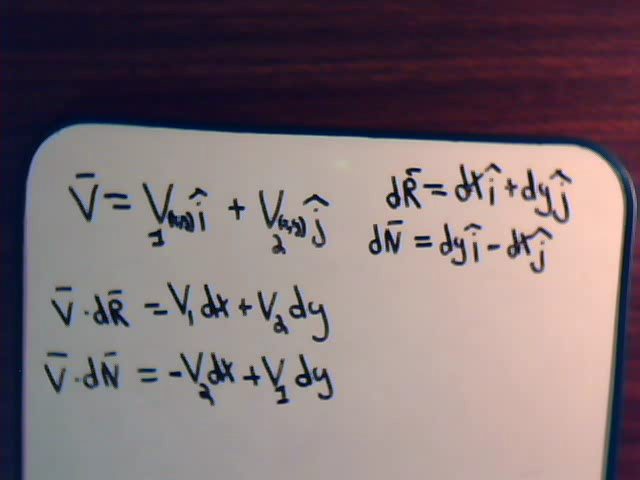 V̄ = V₁(x,y) î + V₂(x,y) ĵ
dR̄ = dx î + dy ĵ
dN̄ = dy î - dx ĵ
V̄ · dR̄ = V₁ dx + V₂ dy
V̄ · dN̄ = -V₂ dx + V₁ dy